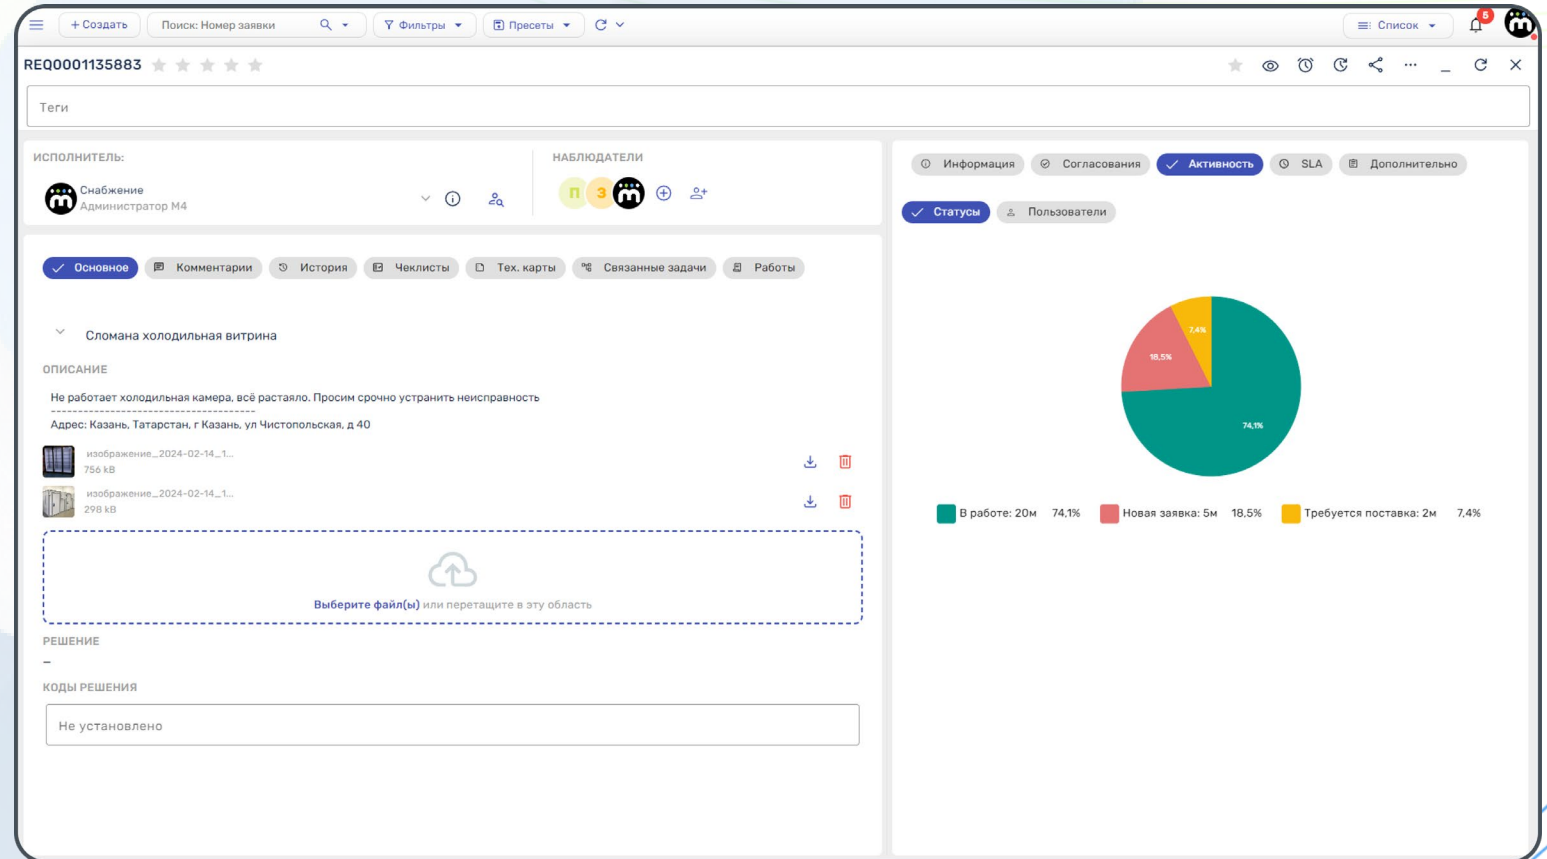 + Создать
Поиск: Номер заявки
Фильтры
Пресеты
Список
5
REQ0001135883
Теги
ИСПОЛНИТЕЛЬ:
Снабжение
Администратор М4
НАБЛЮДАТЕЛИ
П
З
m
Основное
Комментарии
История
Чеклисты
Тех. карты
Связанные задачи
Работы
Сломана холодильная витрина
ОПИСАНИЕ
Не работает холодильная камера, всё растаяло. Просим срочно устранить неисправность
---------------------------------------
Адрес: Казань, Татарстан, г Казань, ул Чистопольская, д 40
изображение_2024-02-14_1...
756 kB
изображение_2024-02-14_1...
298 kB
Выберите файл(ы) или перетащите в эту область
РЕШЕНИЕ
–
КОДЫ РЕШЕНИЯ
Не установлено
Информация
Согласования
Активность
SLA
Дополнительно
Статусы
Пользователи
7,4%
18,5%
74,1%
В работе: 20м 74,1%
Новая заявка: 5м 18,5%
Требуется поставка: 2м 7,4%